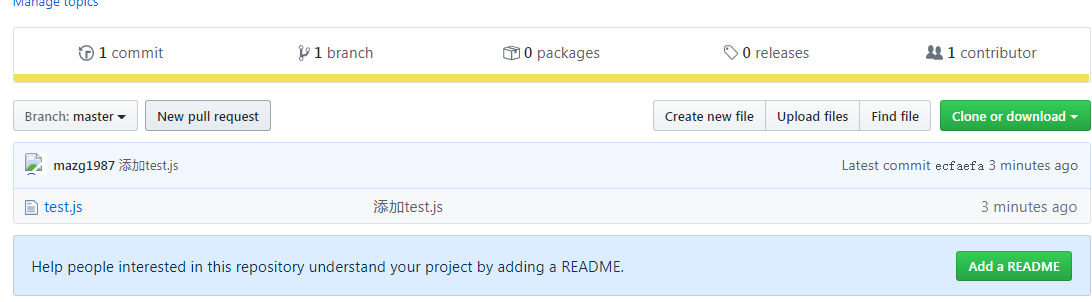 Manage topics
1 commit 1 branch 0 packages 0 releases 1 contributor
Branch: master New pull request Create new file Upload files Find file Clone or download
mazg1987 添加test.js Latest commit ecfaefa 3 minutes ago
test.js 添加test.js 3 minutes ago
Help people interested in this repository understand your project by adding a README. Add a README